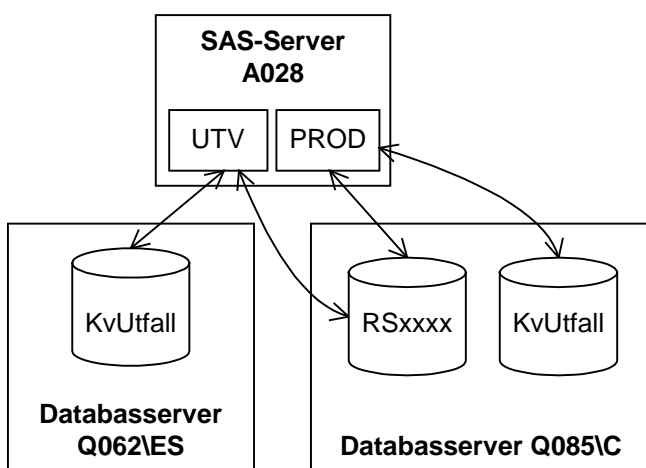 SAS-Server
A028
UTV
PROD
KvUtfall
RSxxxx
KvUtfall
Databasserver
Q062\ES
Databasserver Q085\C